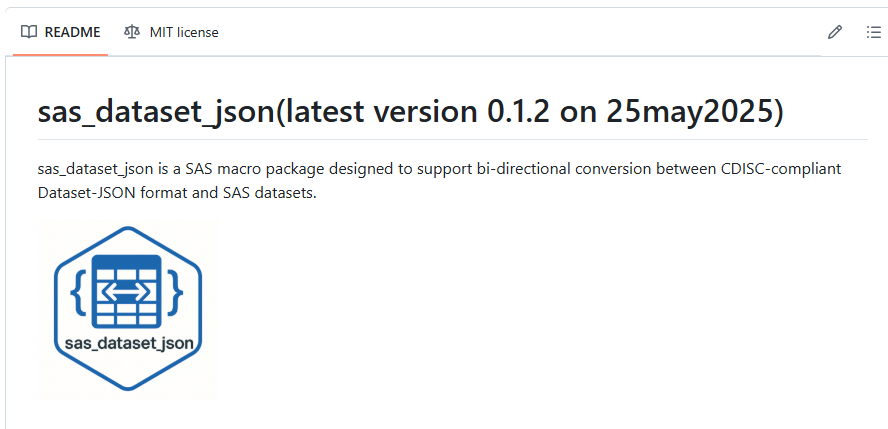 README
MIT license
sas_dataset_json(latest version 0.1.2 on 25may2025)
sas_dataset_json is a SAS macro package designed to support bi-directional conversion between CDISC-compliant
Dataset-JSON format and SAS datasets.
sas_dataset_json